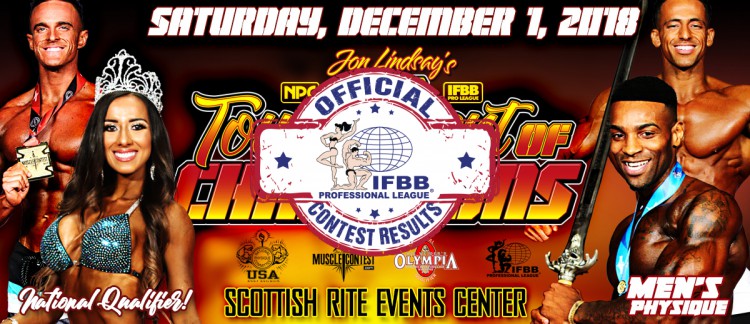 SATURDAY, DECEMBER 1, 2018
Jon Lindsay's
NPC
IFBB
PRO LEAGUE
OF
OFFICIAL
IFBB
PROFESSIONAL LEAGUE
CONTEST RESULTS
USA
MUSCLECONTEST
OLYMPIA
IFBB
PROFESSIONAL LEAGUE
National Qualifier!
SCOTTISH RITE EVENTS CENTER
MEN'S
PHYSIQUE